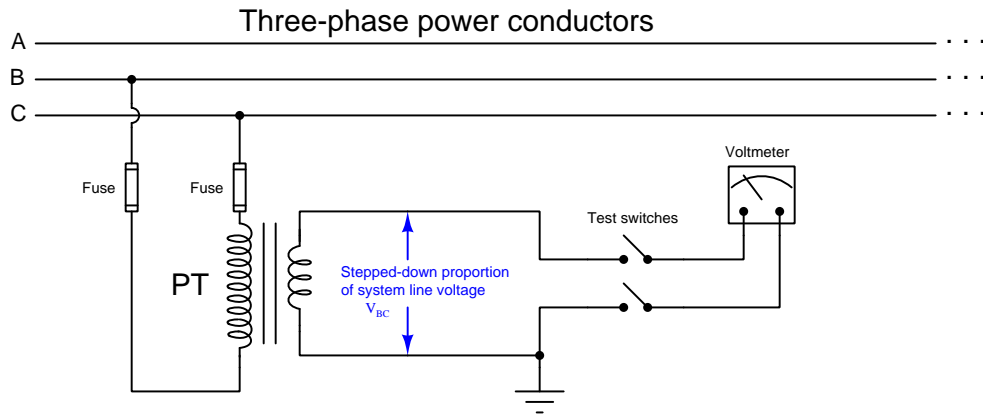 Three-phase power conductors
A
. . .
B
. . .
C
. . .
Voltmeter
Fuse
Fuse
Test switches
PT
Stepped-down proportion
of system line voltage
VBC